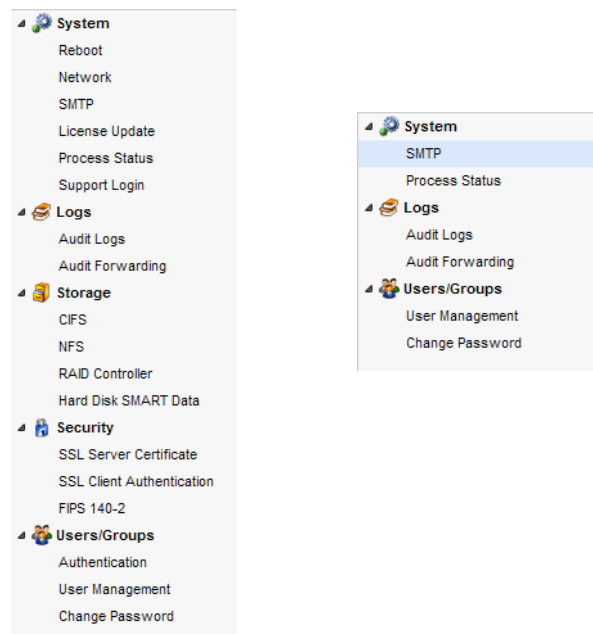 System
Reboot
Network
SMTP
License Update
Process Status
Support Login
Logs
Audit Logs
Audit Forwarding
Storage
CIFS
NFS
RAID Controller
Hard Disk SMART Data
Security
SSL Server Certificate
SSL Client Authentication
FIPS 140-2
Users/Groups
Authentication
User Management
Change Password
System
SMTP
Process Status
Logs
Audit Logs
Audit Forwarding
Users/Groups
User Management
Change Password